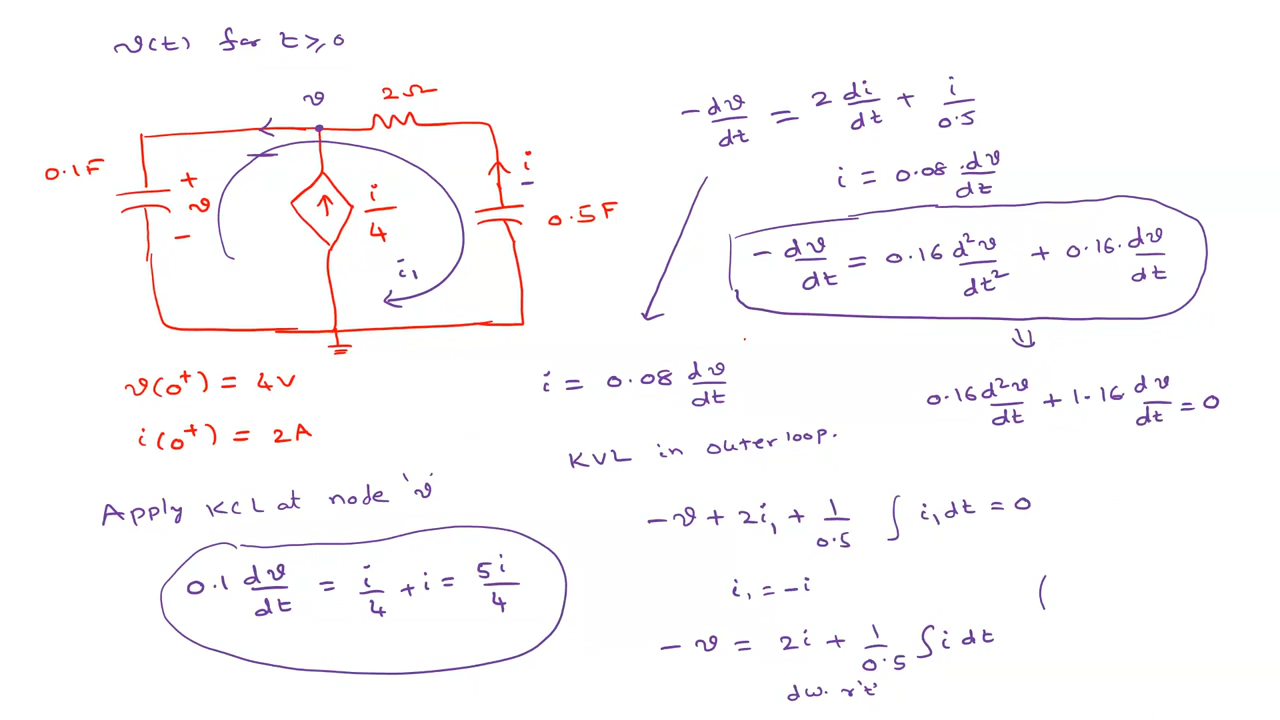 v(t) for t ≥ 0
v
2Ω
0.1F
+
v
-
i/4
i
0.5F
i₁
v(0⁺) = 4V
i(0⁺) = 2A
Apply KCL at node 'v'
0.1 dv/dt = i/4 + i = 5i/4
-dv/dt = 2 di/dt + i/0.5
i = 0.08 · dv/dt
-dv/dt = 0.16 d²v/dt² + 0.16 · dv/dt
⇓
0.16 d²v/dt + 1.16 dv/dt = 0
i = 0.08 dv/dt
KVL in outer loop.
-v + 2i₁ + 1/0.5 ∫ i₁ dt = 0
i₁ = -i
(
-v = 2i + 1/0.5 ∫ i dt
dw. r 't'